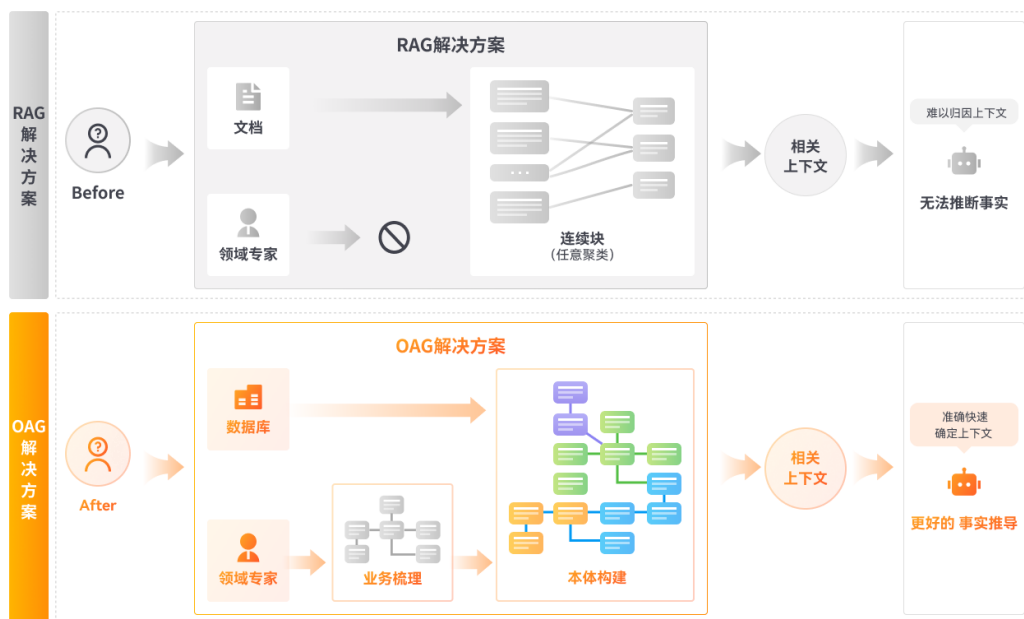 RAG
解
决
方
案
Before
RAG解决方案
文档
领域专家
连续块
（任意聚类）
相关
上下文
难以归因上下文
无法推断事实
OAG
解
决
方
案
After
OAG解决方案
数据库
领域专家
业务梳理
本体构建
相关
上下文
准确快速
确定上下文
更好的 事实推导